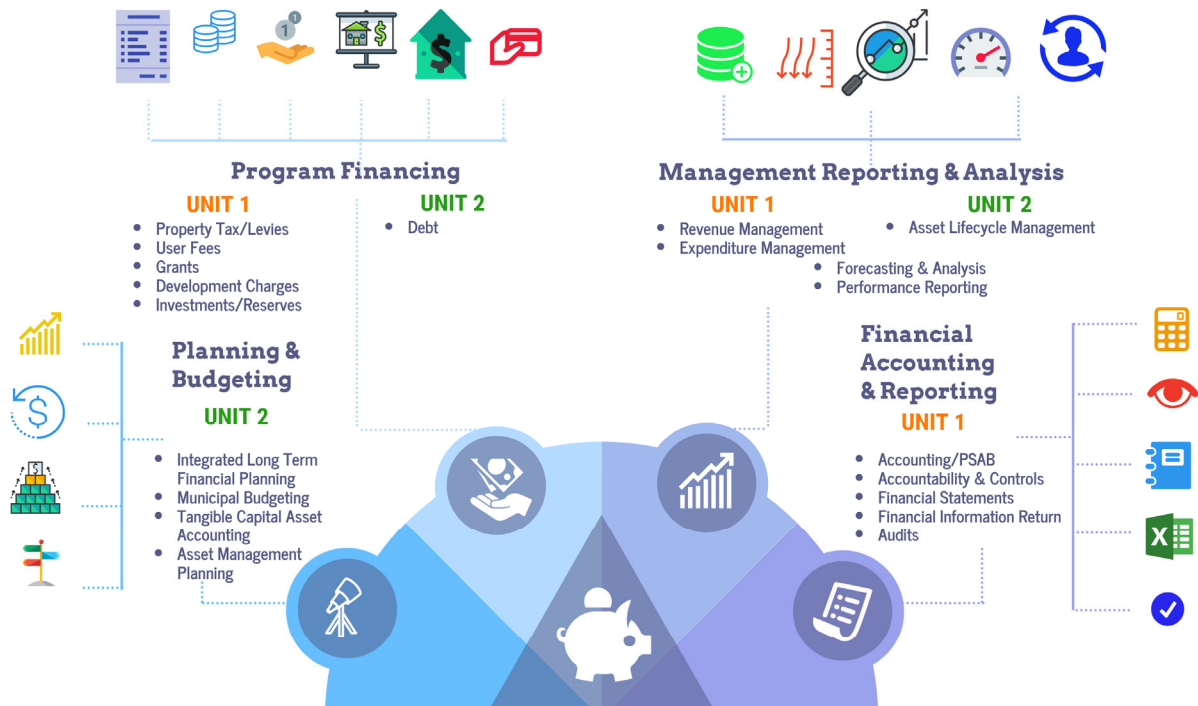 Program Financing
UNIT 1
Property Tax/Levies
User Fees
Grants
Development Charges
Investments/Reserves
UNIT 2
Debt
Management Reporting & Analysis
UNIT 1
Revenue Management
Expenditure Management
UNIT 2
Asset Lifecycle Management
Forecasting & Analysis
Performance Reporting
Planning &
Budgeting
UNIT 2
Integrated Long Term
Financial Planning
Municipal Budgeting
Tangible Capital Asset
Accounting
Asset Management
Planning
Financial
Accounting
& Reporting
UNIT 1
Accounting/PSAB
Accountability & Controls
Financial Statements
Financial Information Return
Audits